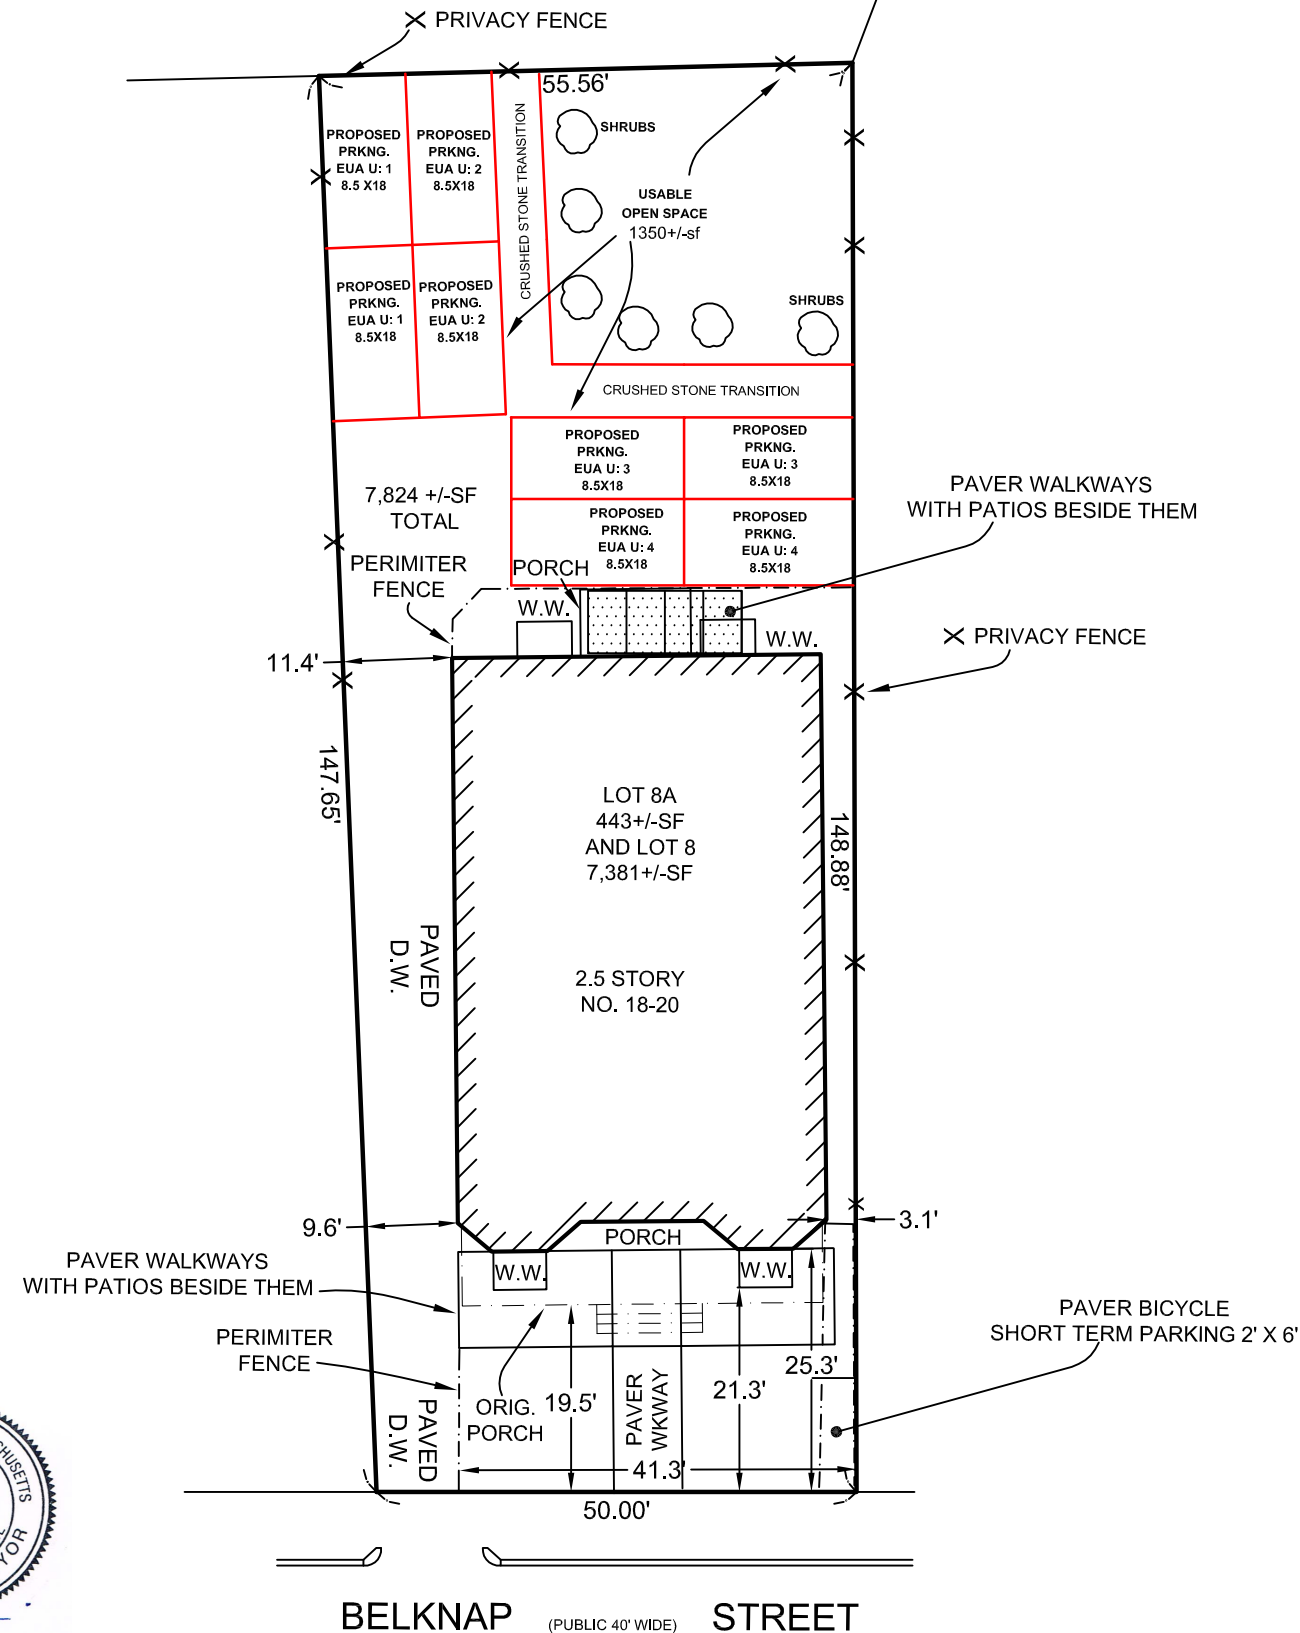 PRIVACY FENCE
55.56'
PROPOSED
PRKNG.
EUA U: 1
8.5 X18
PROPOSED
PRKNG.
EUA U: 2
8.5X18
CRUSHED STONE TRANSITION
SHRUBS
USABLE
OPEN SPACE
1350+/-sf
PROPOSED
PRKNG.
EUA U: 1
8.5X18
PROPOSED
PRKNG.
EUA U: 2
8.5X18
SHRUBS
CRUSHED STONE TRANSITION
PROPOSED
PRKNG.
EUA U: 3
8.5X18
PROPOSED
PRKNG.
EUA U: 3
8.5X18
7,824 +/-SF
TOTAL
PAVER WALKWAYS
WITH PATIOS BESIDE THEM
PROPOSED
PRKNG.
EUA U: 4
8.5X18
PROPOSED
PRKNG.
EUA U: 4
8.5X18
PERIMITER
FENCE
PORCH
W.W.
W.W.
PRIVACY FENCE
11.4'
147.65'
LOT 8A
443+/-SF
AND LOT 8
7,381+/-SF
148.88'
PAVED
D.W.
2.5 STORY
NO. 18-20
9.6'
3.1'
PORCH
PAVER WALKWAYS
WITH PATIOS BESIDE THEM
W.W.
W.W.
PAVER BICYCLE
SHORT TERM PARKING 2' X 6'
PERIMITER
FENCE
25.3'
21.3'
19.5'
ORIG.
PORCH
PAVER
WKWAY
PAVED
D.W.
41.3'
50.00'
BELKNAP (PUBLIC 40' WIDE) STREET